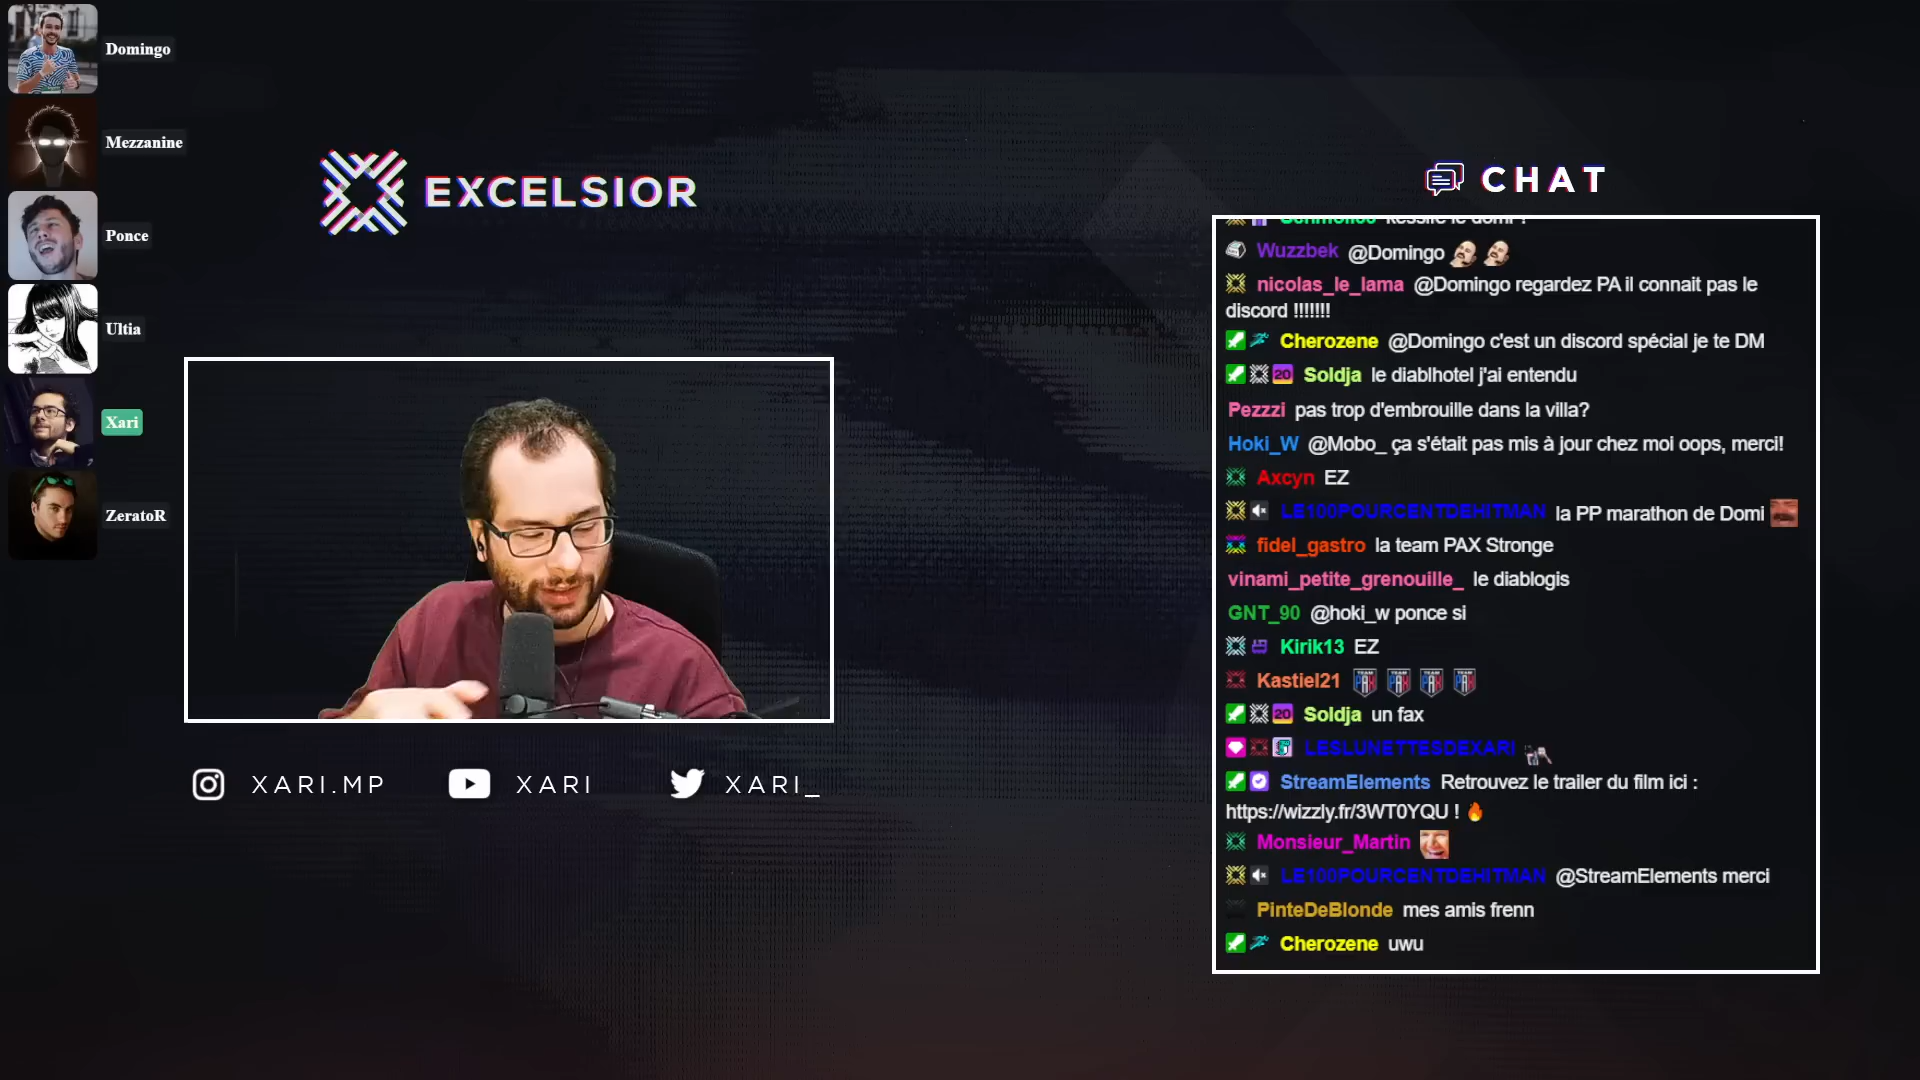 Domingo
Mezzanine
Ponce
Ultia
Xari
ZeratoR
EXCELSIOR
XARI.MP
XARI
XARI_
CHAT
Wuzzbek @Domingo
nicolas_le_lama @Domingo regardez PA il connait pas le
discord !!!!!!!
Cherozene @Domingo c'est un discord spécial je te DM
20 Soldja le diablhotel j'ai entendu
Pezzzi pas trop d'embrouille dans la villa?
Hoki_W @Mobo_ ça s'était pas mis à jour chez moi oops, merci!
Axcyn EZ
LE100POURCENTDEHITMAN la PP marathon de Domi
fidel_gastro la team PAX Stronge
vinami_petite_grenouille_ le diablogis
GNT_90 @hoki_w ponce si
Kirik13 EZ
Kastiel21
20 Soldja un fax
LESLUNETTESDEXARI
StreamElements Retrouvez le trailer du film ici :
https://wizzly.fr/3WT0YQU !
Monsieur_Martin
LE100POURCENTDEHITMAN @StreamElements merci
PinteDeBlonde mes amis frenn
Cherozene uwu